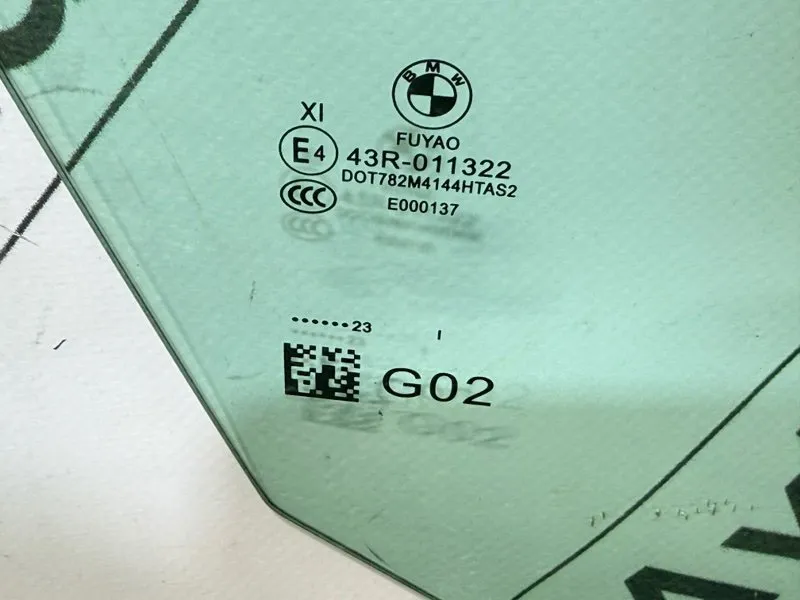 BMW
FUYAO
XI
E4 43R-011322
DOT782M4144HTAS2
CCC E000137
••••••23 I
G02